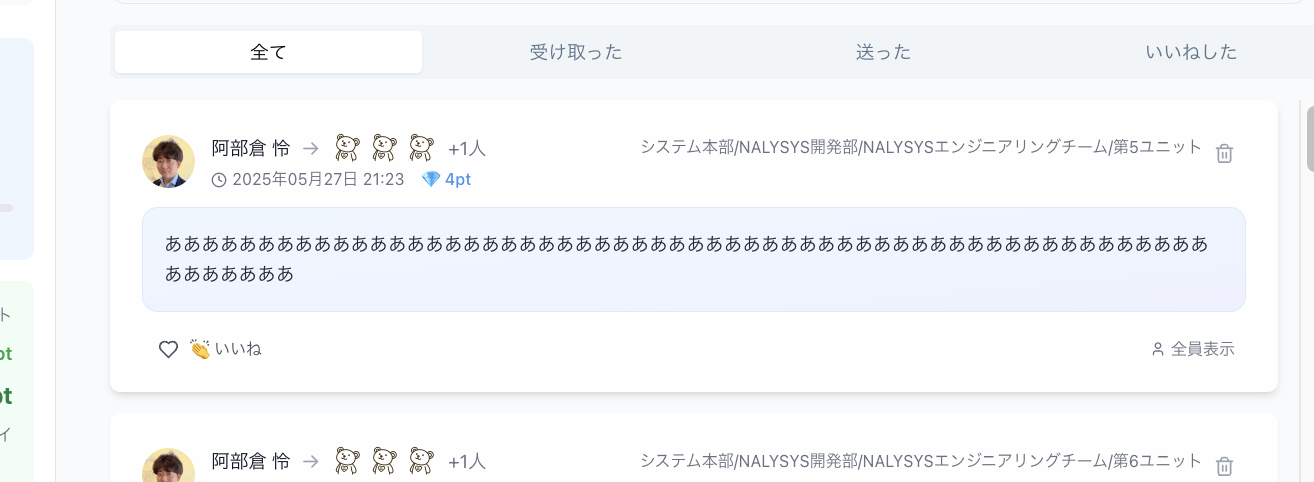 全て
受け取った
送った
いいねした
阿部倉 怜 → +1人
システム本部/NALYSYS開発部/NALYSYSエンジニアリングチーム/第5ユニット
2025年05月27日 21:23 4pt
ああああああああああああああああああああああああああああああああああああああああああああああああああああああああ
あああああああ
いいね
全員表示
ト
pt
pt
イ
阿部倉 怜 → +1人
システム本部/NALYSYS開発部/NALYSYSエンジニアリングチーム/第6ユニット